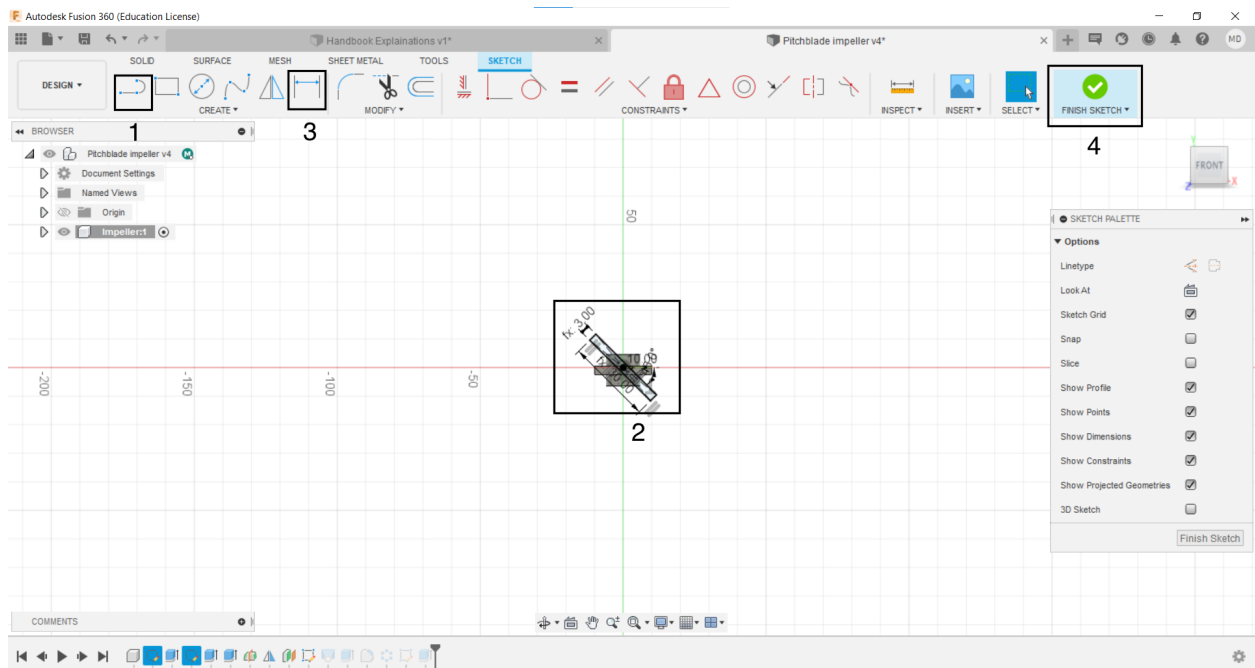 Autodesk Fusion 360 (Education License)
Handbook Explainations v1*
Pitchblade impeller v4*
MD
SOLID SURFACE MESH SHEET METAL TOOLS SKETCH
DESIGN
CREATE MODIFY CONSTRAINTS INSPECT INSERT SELECT FINISH SKETCH
1
3
4
BROWSER
Pitchblade impeller v4
M
Document Settings
Named Views
Origin
Impeller:1
FRONT
Y
X
Z
SKETCH PALETTE
Options
Linetype
Look At
Sketch Grid
Snap
Slice
Show Profile
Show Points
Show Dimensions
Show Constraints
Show Projected Geometries
3D Sketch
Finish Sketch
50
fx: 3.00
10.00
-200
-150
-100
-50
2
COMMENTS